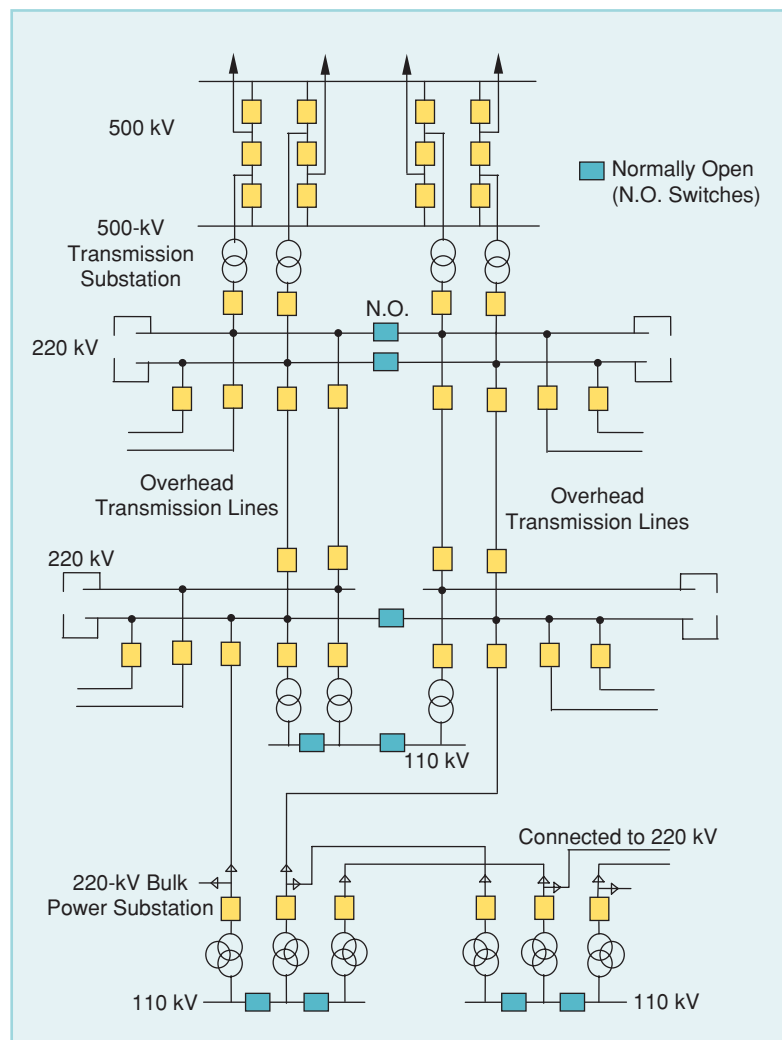 500 kV
Normally Open
(N.O. Switches)
500-kV
Transmission
Substation
N.O.
220 kV
Overhead
Transmission Lines
Overhead
Transmission Lines
220 kV
110 kV
Connected to 220 kV
220-kV Bulk
Power Substation
110 kV
110 kV